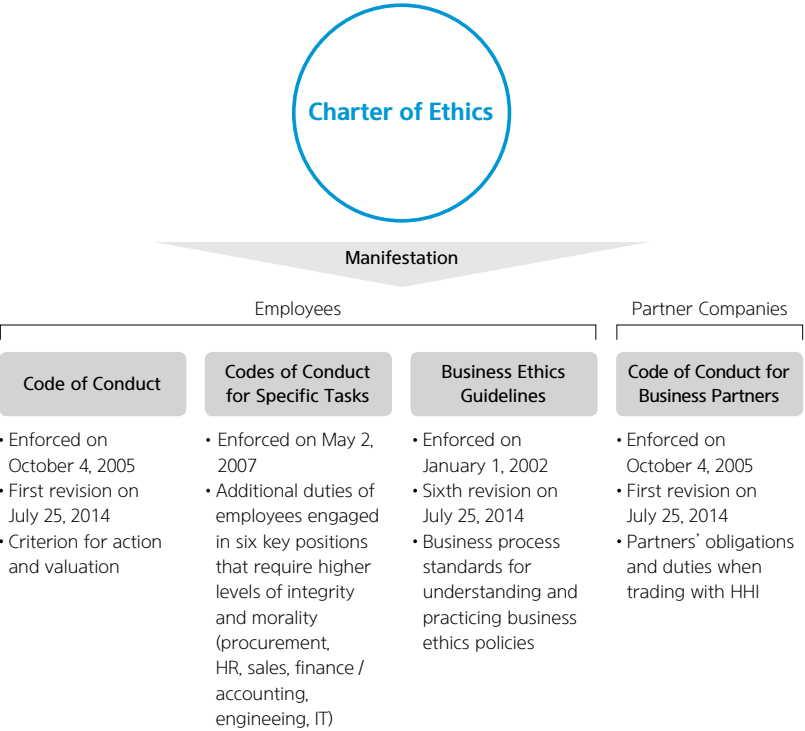 Charter of Ethics
Manifestation
Employees
Partner Companies
Code of Conduct
• Enforced on
October 4, 2005
• First revision on
July 25, 2014
• Criterion for action
and valuation
Codes of Conduct
for Specific Tasks
• Enforced on May 2,
2007
• Additional duties of
employees engaged
in six key positions
that require higher
levels of integrity
and morality
(procurement,
HR, sales, finance /
accounting,
engineeing, IT)
Business Ethics
Guidelines
• Enforced on
January 1, 2002
• Sixth revision on
July 25, 2014
• Business process
standards for
understanding and
practicing business
ethics policies
Code of Conduct for
Business Partners
• Enforced on
October 4, 2005
• First revision on
July 25, 2014
• Partners' obligations
and duties when
trading with HHI